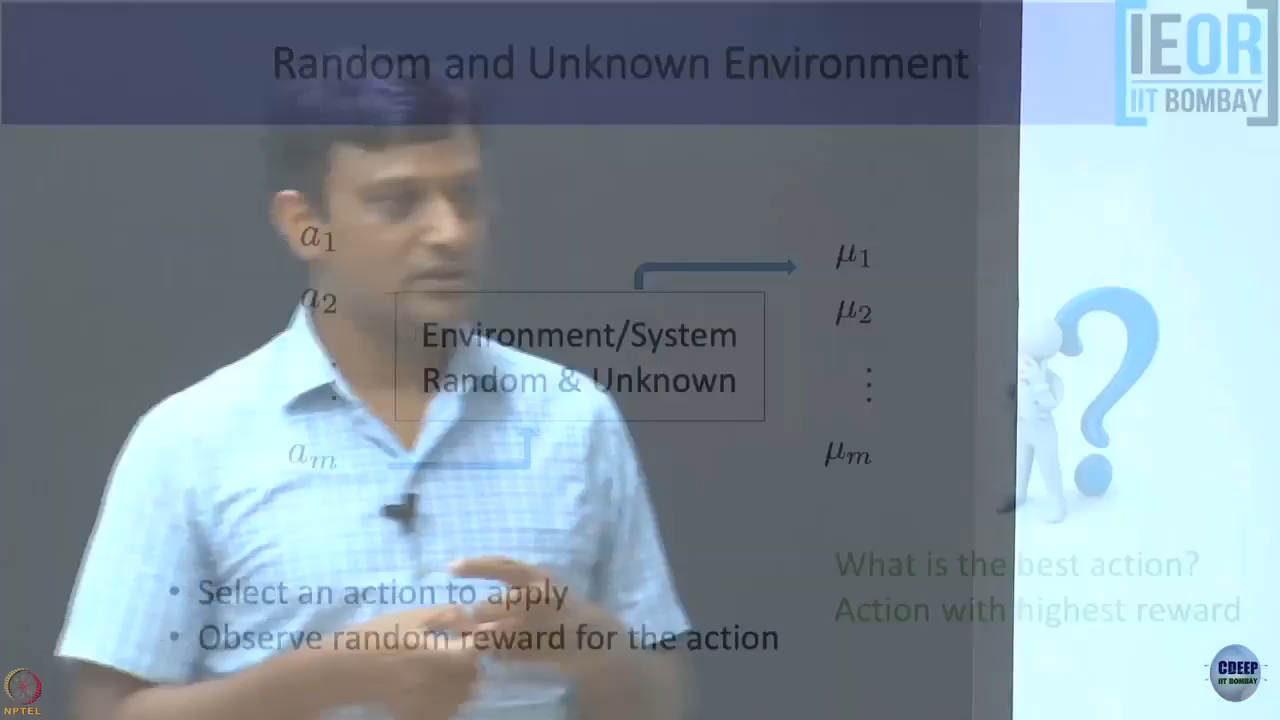 Random and Unknown Environment
IEOR
IIT BOMBAY
a₁
a₂
⋮
aₘ
Environment/System
Random & Unknown
μ₁
μ₂
⋮
μₘ
• Select an action to apply
• Observe random reward for the action
What is the best action?
Action with highest reward
?
NPTEL
CDEEP
IIT BOMBAY